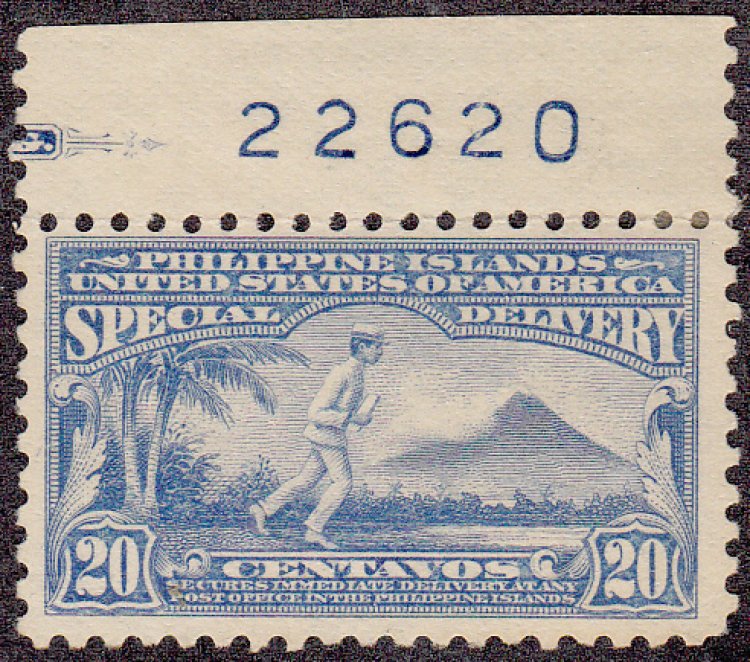 22620
PHILIPPINE ISLANDS
UNITED STATES OF AMERICA
SPECIAL DELIVERY
20 CENTAVOS 20
SECURES IMMEDIATE DELIVERY AT ANY
POST OFFICE IN THE PHILIPPINE ISLANDS